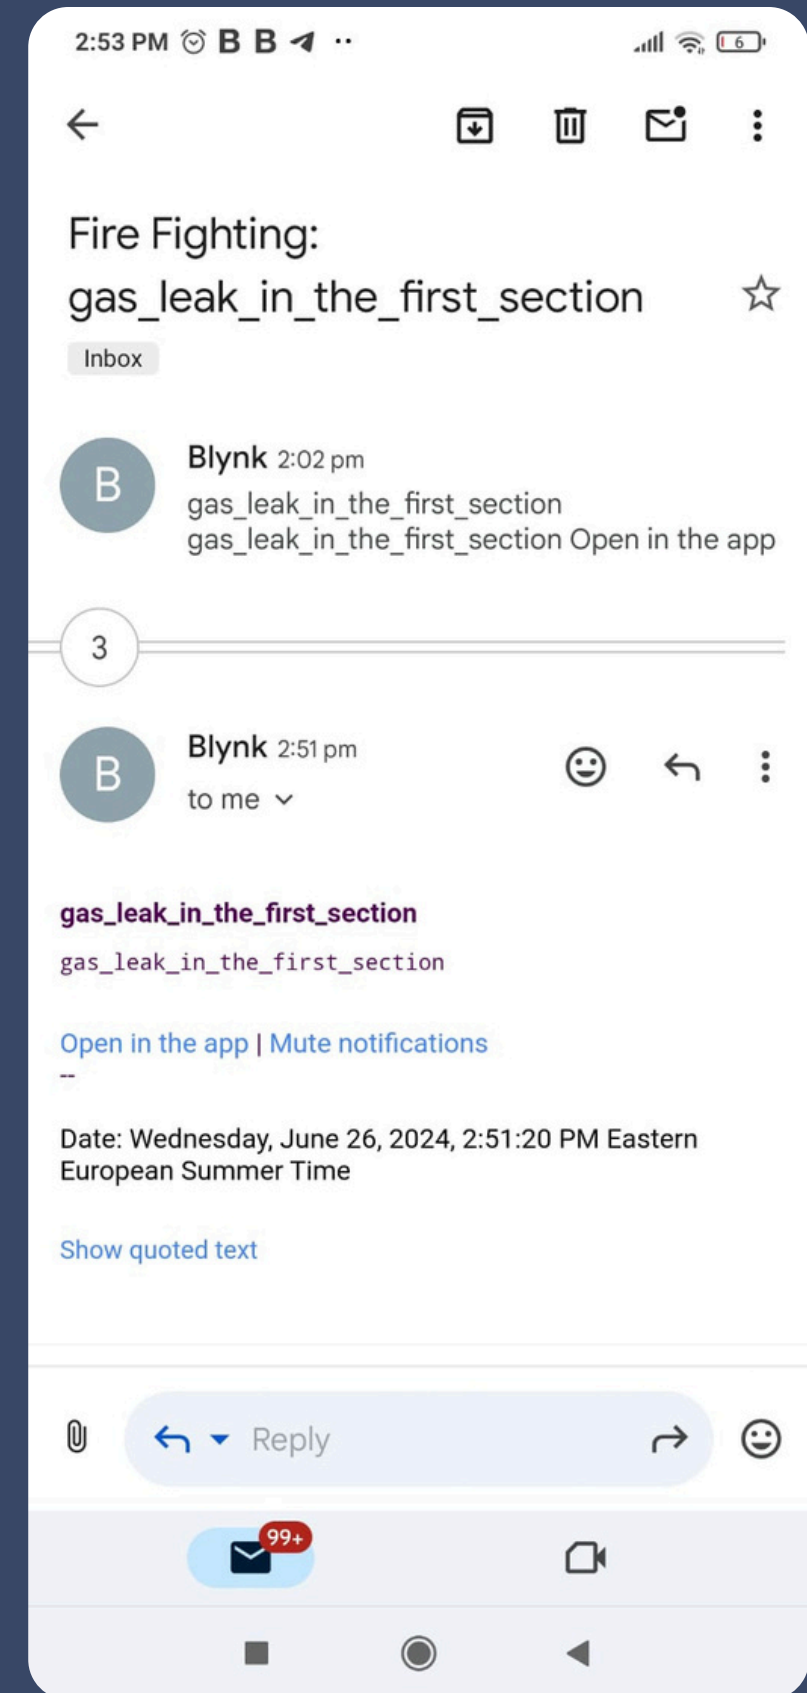 2:53 PM B B
6
Fire Fighting:
gas_leak_in_the_first_section
Inbox
B
Blynk 2:02 pm
gas_leak_in_the_first_section
gas_leak_in_the_first_section Open in the app
3
B
Blynk 2:51 pm
to me
gas_leak_in_the_first_section
gas_leak_in_the_first_section
Open in the app | Mute notifications
--
Date: Wednesday, June 26, 2024, 2:51:20 PM Eastern
European Summer Time
Show quoted text
Reply
99+